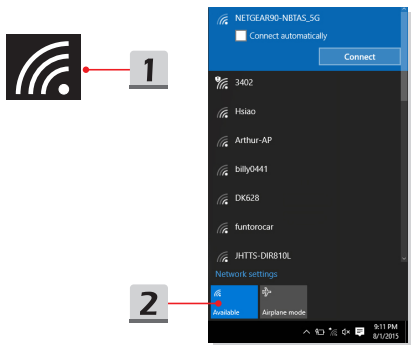 1
NETGEAR90-NBTAS_5G
Connect automatically
Connect
3402
Hsiao
Arthur-AP
billy0441
DK628
funtorocar
JHTTS-DIR810L
Network settings
2
Available
Airplane mode
9:11 PM
8/1/2015